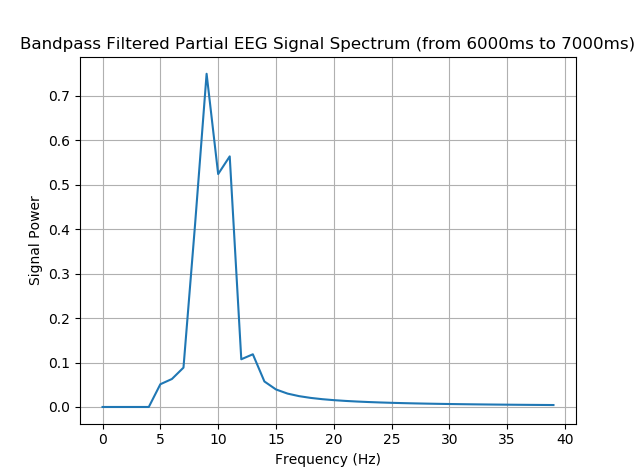 Bandpass Filtered Partial EEG Signal Spectrum (from 6000ms to 7000ms)
0.7
0.6
0.5
0.4
0.3
0.2
0.1
0.0
Signal Power
0 5 10 15 20 25 30 35 40
Frequency (Hz)